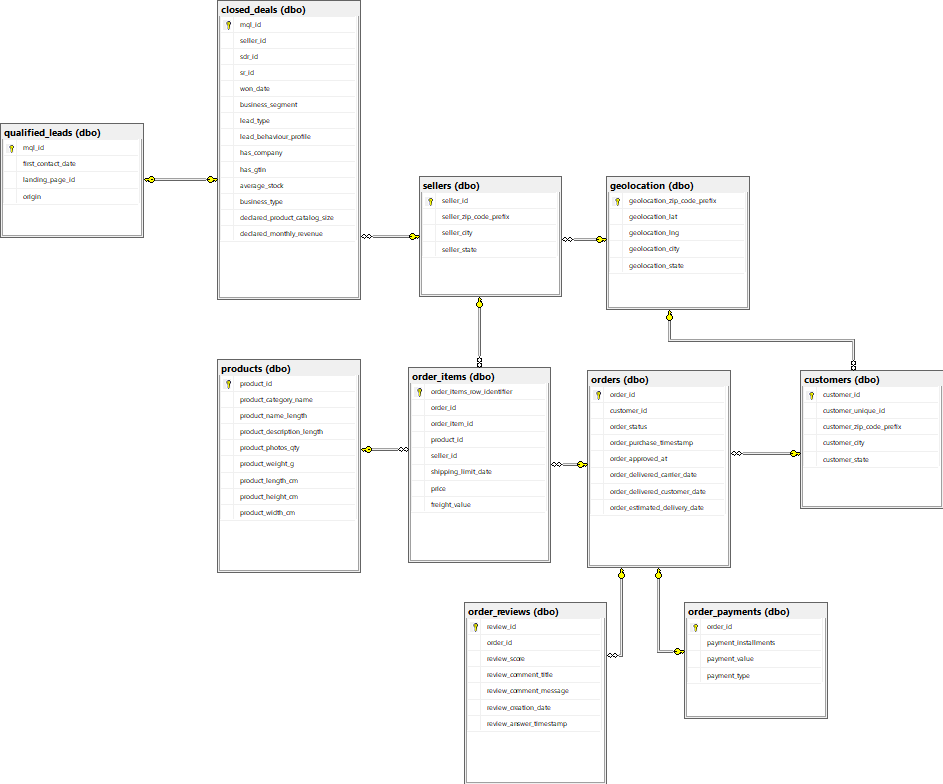 closed_deals (dbo)
mql_id
seller_id
sdr_id
sr_id
won_date
business_segment
lead_type
lead_behaviour_profile
has_company
has_gtin
average_stock
business_type
declared_product_catalog_size
declared_monthly_revenue
qualified_leads (dbo)
mql_id
first_contact_date
landing_page_id
origin
sellers (dbo)
seller_id
seller_zip_code_prefix
seller_city
seller_state
geolocation (dbo)
geolocation_zip_code_prefix
geolocation_lat
geolocation_lng
geolocation_city
geolocation_state
products (dbo)
product_id
product_category_name
product_name_length
product_description_length
product_photos_qty
product_weight_g
product_length_cm
product_height_cm
product_width_cm
order_items (dbo)
order_items_row_identifier
order_id
order_item_id
product_id
seller_id
shipping_limit_date
price
freight_value
orders (dbo)
order_id
customer_id
order_status
order_purchase_timestamp
order_approved_at
order_delivered_carrier_date
order_delivered_customer_date
order_estimated_delivery_date
customers (dbo)
customer_id
customer_unique_id
customer_zip_code_prefix
customer_city
customer_state
order_reviews (dbo)
review_id
order_id
review_score
review_comment_title
review_comment_message
review_creation_date
review_answer_timestamp
order_payments (dbo)
order_id
payment_installments
payment_value
payment_type